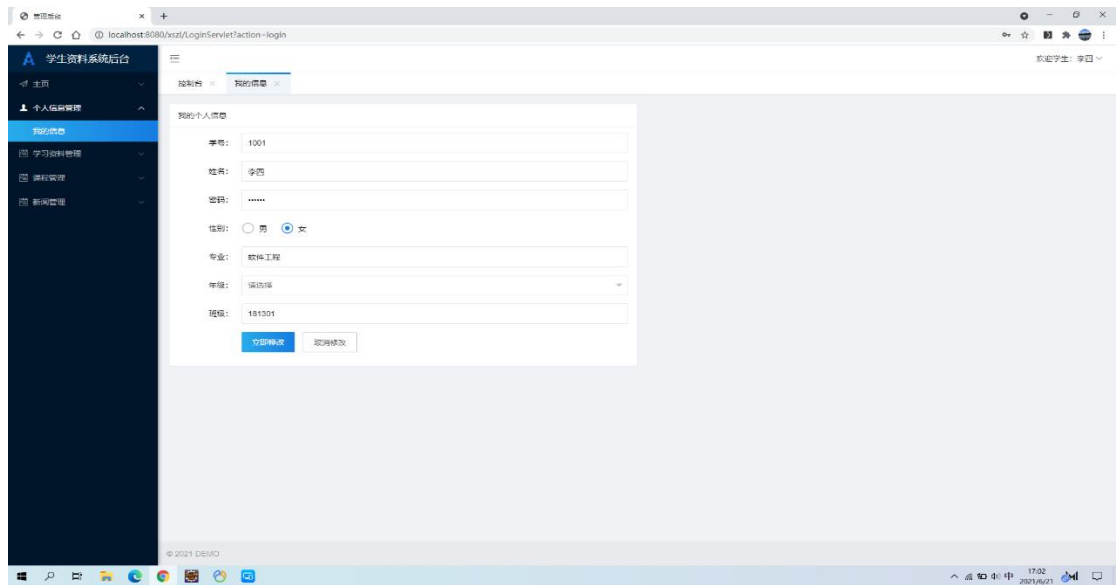 管理后台
localhost:8080/xszl/LoginServlet?action=login
学生资料系统后台
欢迎学生：李四
主页
控制台
我的信息
个人信息管理
我的个人信息
我的信息
学号： 1001
学习资料管理
姓名： 李四
课程管理
密码： ••••••
新闻管理
性别： 男 女
专业： 软件工程
年级： 请选择
班级： 181301
立即修改 取消修改
© 2021 DEMO
中
17:02
2021/6/21